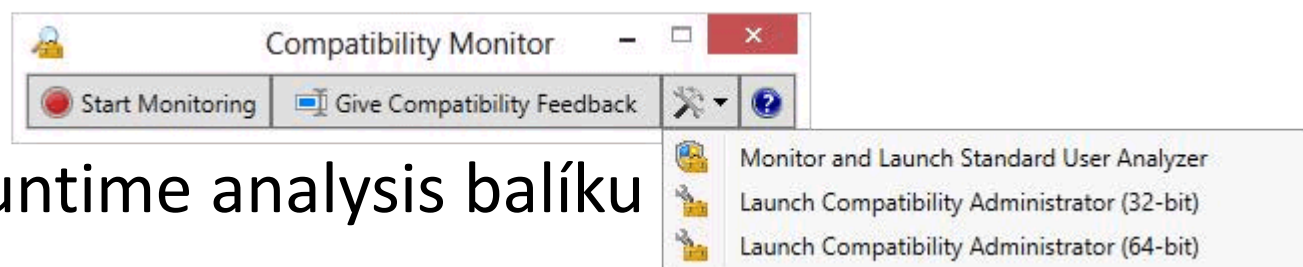 Compatibility Monitor
Start Monitoring Give Compatibility Feedback
Monitor and Launch Standard User Analyzer
untime analysis balíku
Launch Compatibility Administrator (32-bit)
Launch Compatibility Administrator (64-bit)